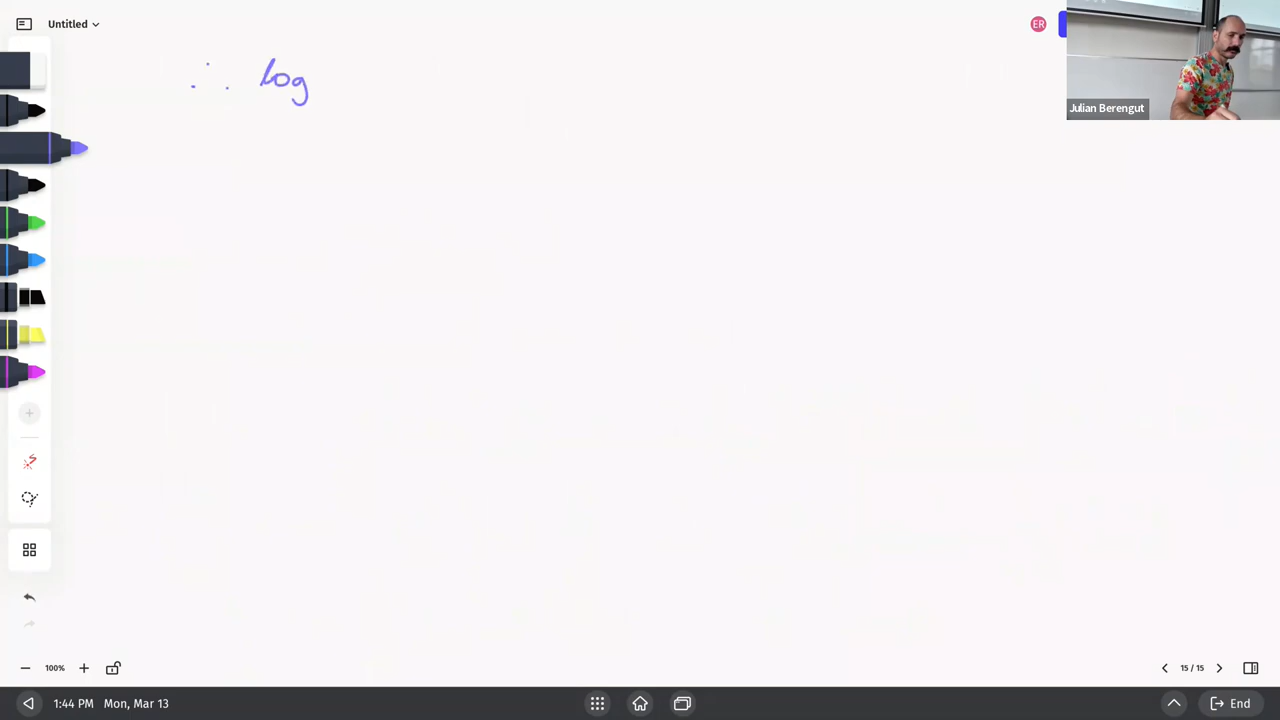 Untitled
ER
∴ log
Julian Berengut
100%
15 / 15
1:44 PM Mon, Mar 13
End